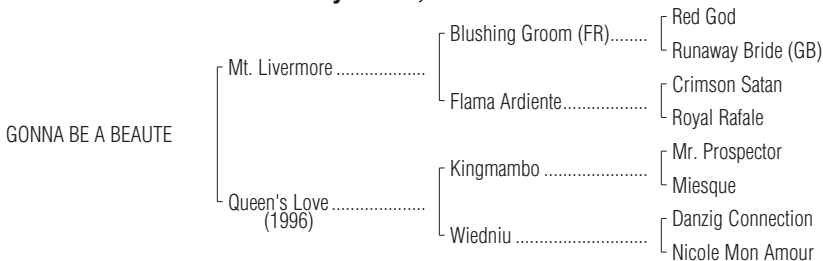 Red God
Blushing Groom (FR)........
Runaway Bride (GB)
Mt. Livermore ...................
Crimson Satan
Flama Ardiente..................
Royal Rafale
GONNA BE A BEAUTE
Mr. Prospector
Kingmambo ......................
Miesque
Queen's Love ....................
(1996)
Danzig Connection
Wiedniu ............................
Nicole Mon Amour